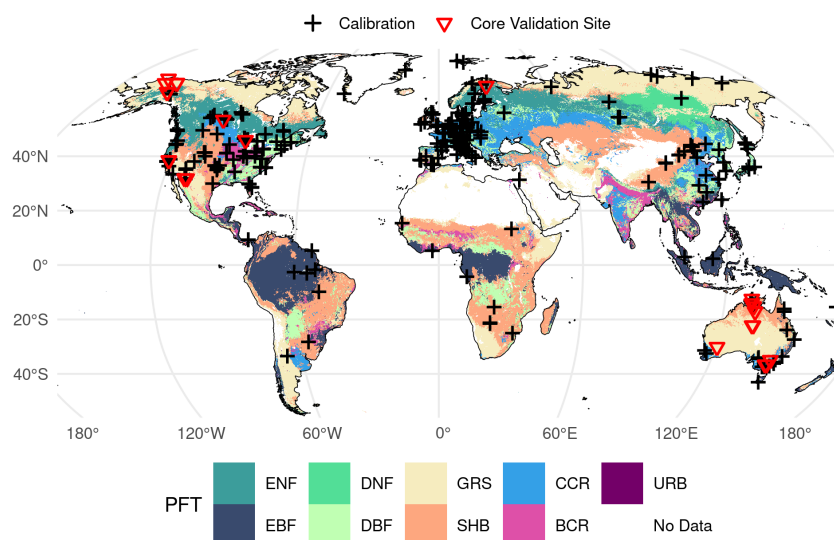 Calibration Core Validation Site
40°N
20°N
0°
20°S
40°S
180° 120°W 60°W 0° 60°E 120°E 180°
PFT
ENF DNF GRS CCR URB
EBF DBF SHB BCR No Data